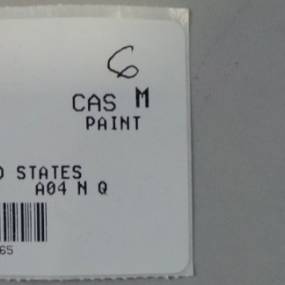 6
CAS M
PAINT
D STATES
A04 N Q
65